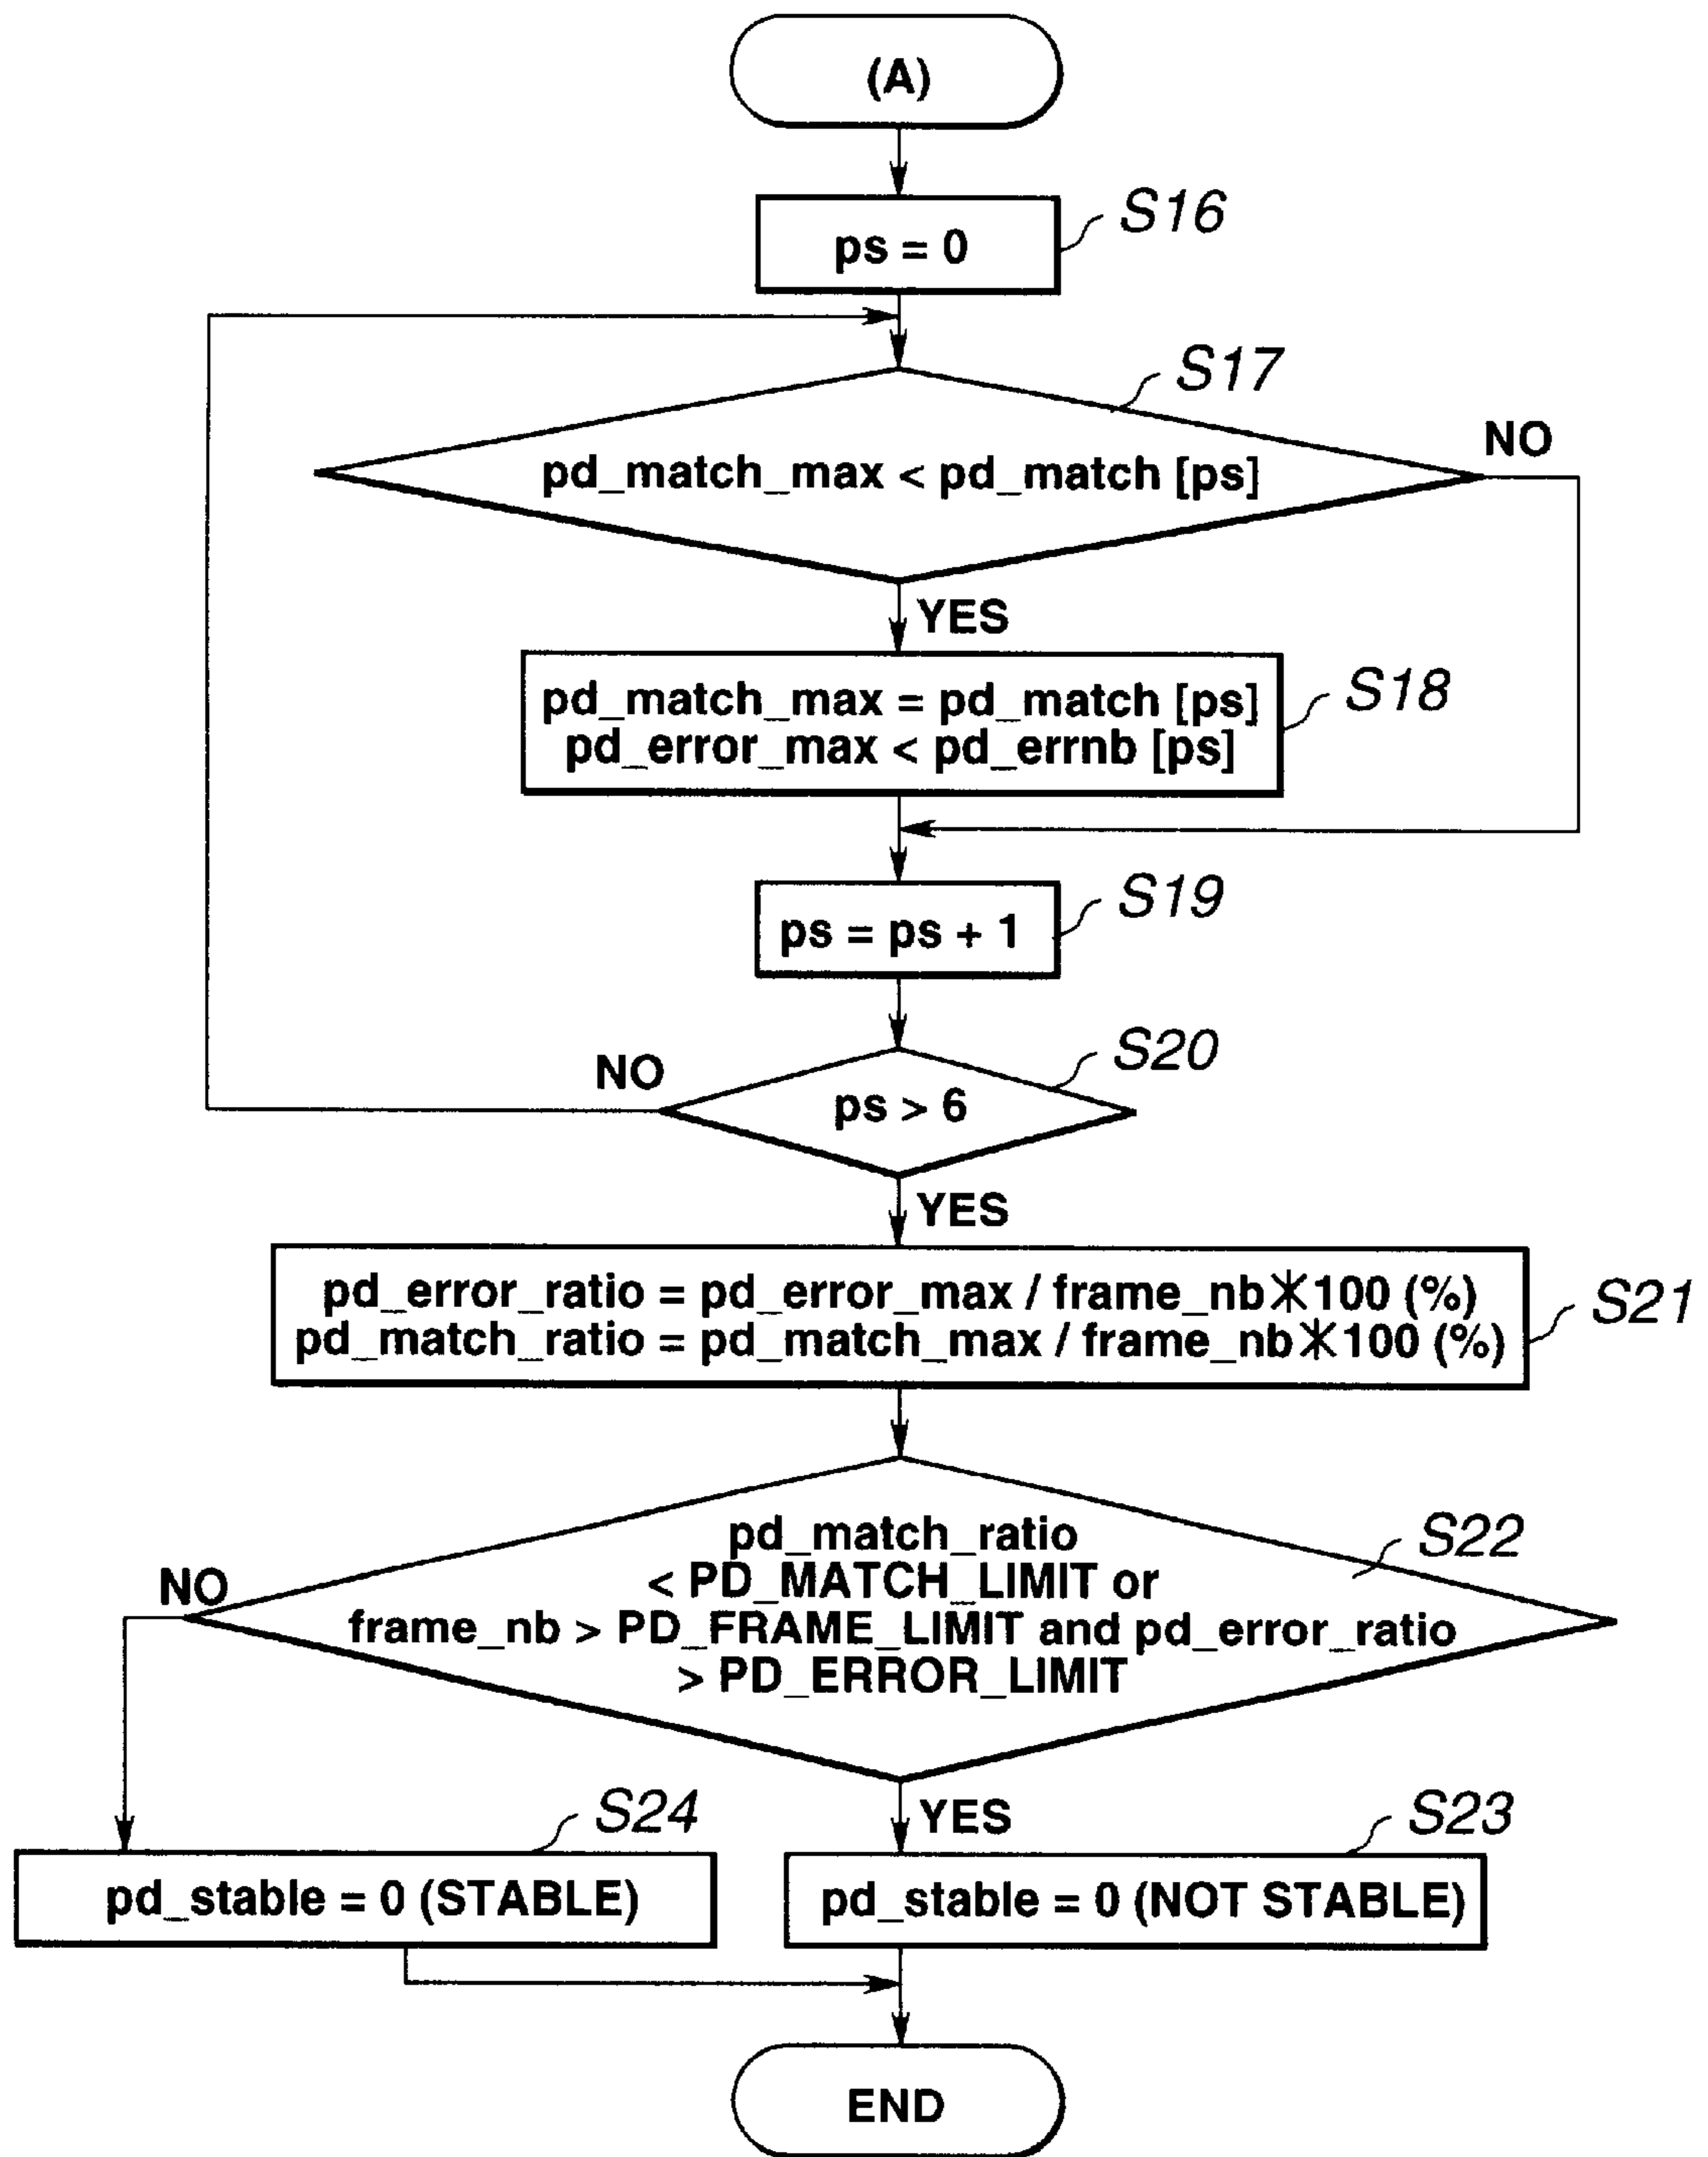 (A)
S16
ps = 0
S17
NO
pd_match_max < pd_match [ps]
YES
S18
pd_match_max = pd_match [ps]
pd_error_max < pd_errnb [ps]
S19
ps = ps + 1
S20
NO
ps > 6
YES
pd_error_ratio = pd_error_max / frame_nb*100 (%)
S21
pd_match_ratio = pd_match_max / frame_nb*100 (%)
S22
pd_match_ratio
NO
< PD_MATCH_LIMIT or
frame_nb > PD_FRAME_LIMIT and pd_error_ratio
> PD_ERROR_LIMIT
S24
YES
S23
pd_stable = 0 (STABLE)
pd_stable = 0 (NOT STABLE)
END